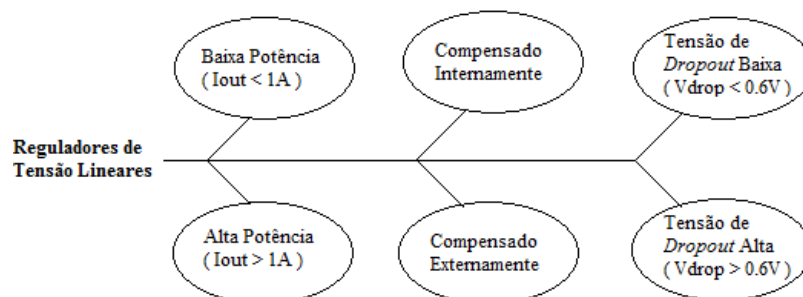 Baixa Potência
( Iout < 1A )
Compensado
Internamente
Tensão de
Dropout Baixa
( Vdrop < 0.6V )
Reguladores de
Tensão Lineares
Alta Potência
( Iout > 1A )
Compensado
Externamente
Tensão de
Dropout Alta
( Vdrop > 0.6V )